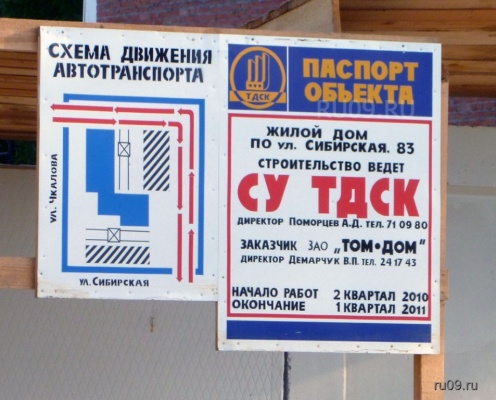 СХЕМА ДВИЖЕНИЯ
АВТОТРАНСПОРТА
УЛ. ЧКАЛОВА
УЛ. СИБИРСКАЯ
ТДСК
ПАСПОРТ
ОБЪЕКТА
RU09.RU
ЖИЛОЙ ДОМ
ПО УЛ. СИБИРСКАЯ. 83
СТРОИТЕЛЬСТВО ВЕДЕТ
СУ ТДСК
ДИРЕКТОР ПОМОРЦЕВ А.Д. ТЕЛ. 71 09 80
ЗАКАЗЧИК ЗАО „ТОМ•ДОМ"
ДИРЕКТОР ДЕМАРЧУК В.П. ТЕЛ. 24 17 43
НАЧАЛО РАБОТ 2 КВАРТАЛ 2010
ОКОНЧАНИЕ 1 КВАРТАЛ 2011
ru09.ru